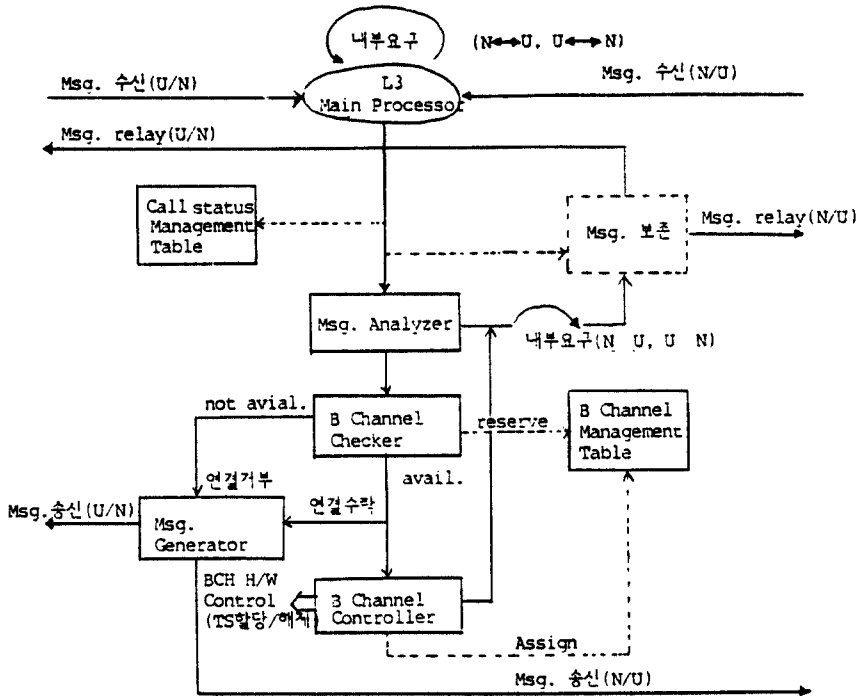 내부요구
(N↔U, U↔N)
L3
Main Processor
Msg. 수신(U/N)
Msg. 수신(N/U)
Msg. relay(U/N)
Call status
Management
Table
Msg. 보존
Msg. relay(N/U)
Msg. Analyzer
내부요구(N U, U N)
not avial.
B Channel
Checker
reserve
B Channel
Management
Table
avail.
연결거부
연결수락
Msg.송신(U/N)
Msg.
Generator
BCH H/W
Control
(TS할당/해제)
B Channel
Controller
Assign
Msg. 송신(N/U)